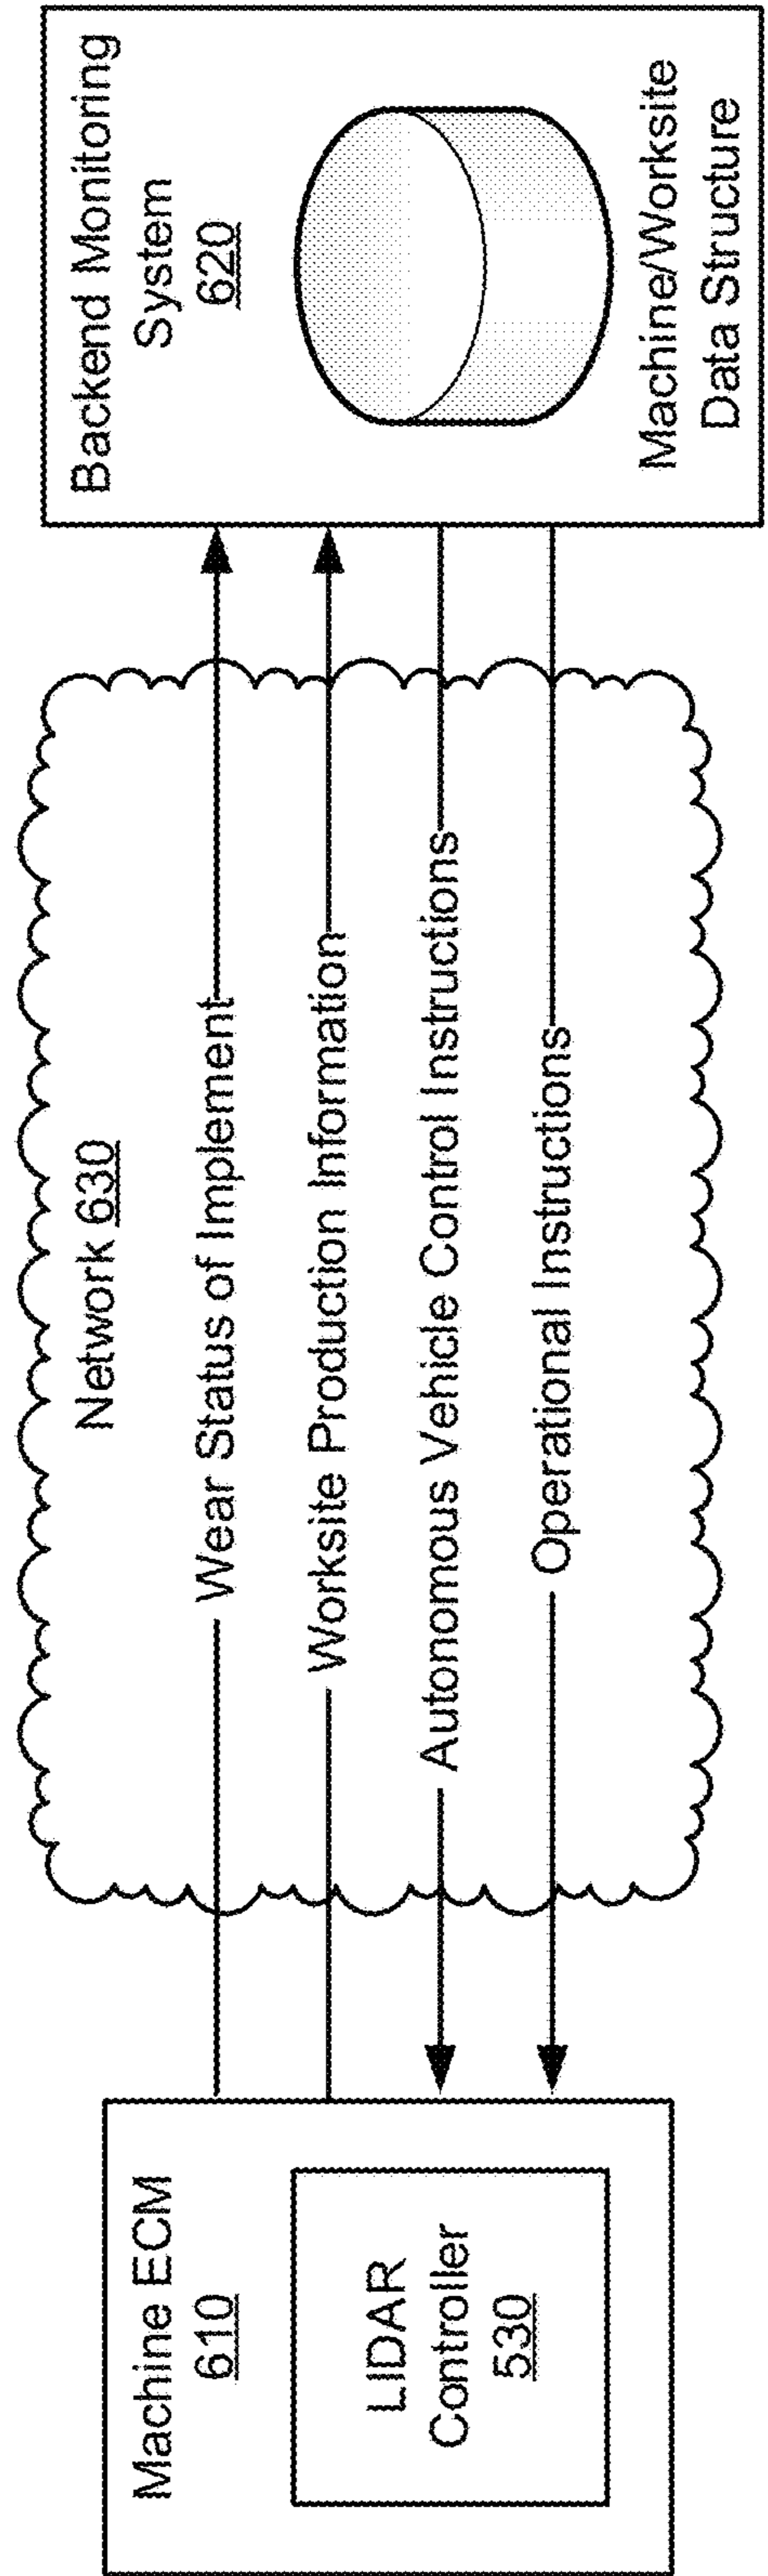 Machine ECM
610
LIDAR
Controller
530
Network 630
Wear Status of Implement
Worksite Production Information
Autonomous Vehicle Control Instructions
Operational Instructions
Backend Monitoring
System
620
Machine/Worksite
Data Structure